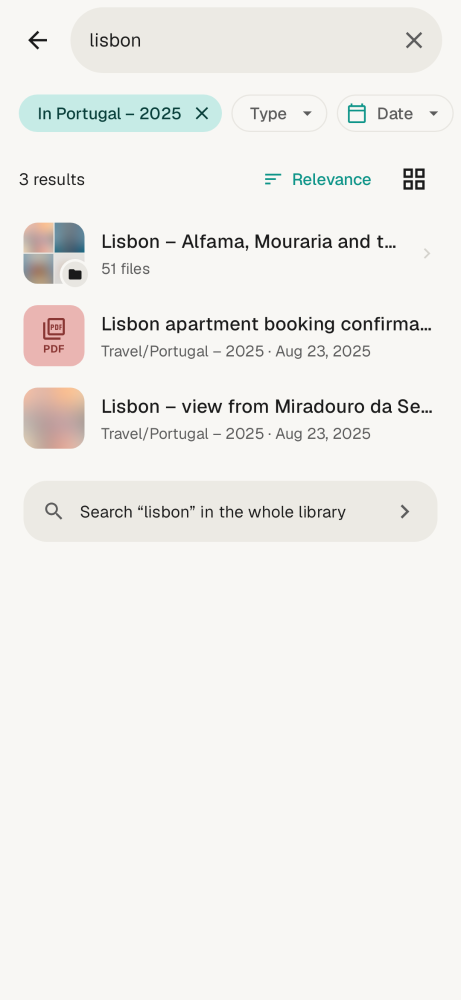 lisbon
In Portugal – 2025
Type
Date
3 results
Relevance
Lisbon – Alfama, Mouraria and t…
51 files
PDF
PDF
Lisbon apartment booking confirma…
Travel/Portugal – 2025 · Aug 23, 2025
Lisbon – view from Miradouro da Se…
Travel/Portugal – 2025 · Aug 23, 2025
Search “lisbon” in the whole library